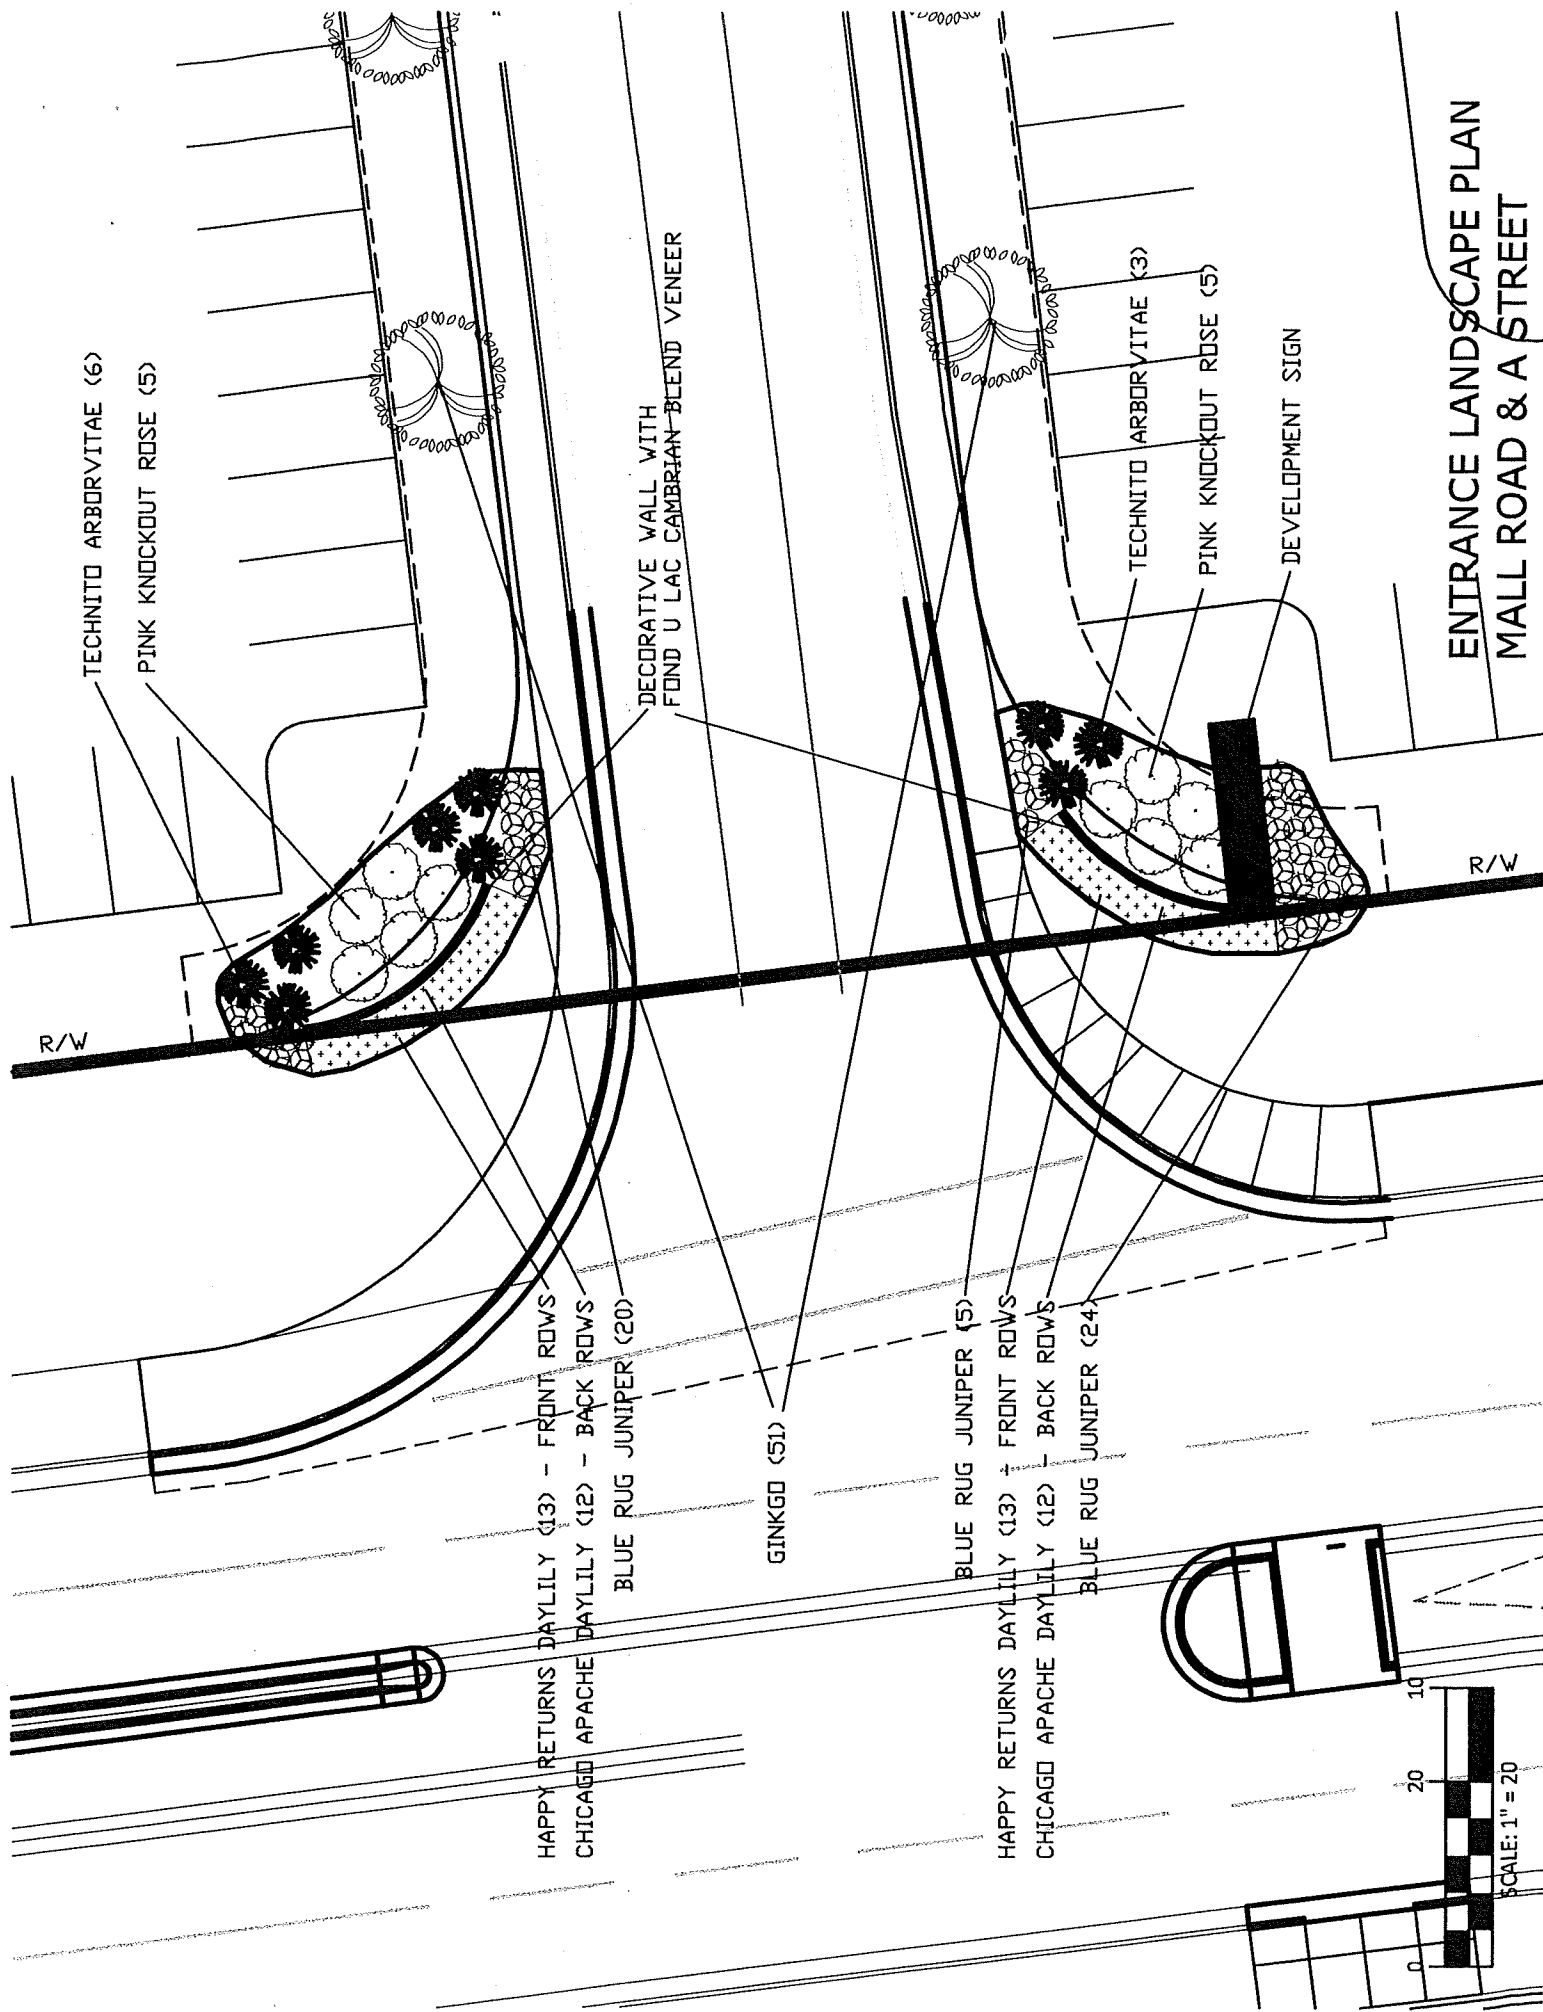 TECHNITO ARBORVITAE (6)
PINK KNOCKOUT ROSE (5)
R/W
HAPPY RETURNS DAYLILY (13) - FRONT ROWS
CHICAGO APACHE DAYLILY (12) - BACK ROWS
BLUE RUG JUNIPER (20)
DECORATIVE WALL WITH
FOND U LAC CAMBRIAN BLEND VENEER
GINKGO (51)
BLUE RUG JUNIPER (5)
HAPPY RETURNS DAYLILY (13) - FRONT ROWS
CHICAGO APACHE DAYLILY (12) - BACK ROWS
BLUE RUG JUNIPER (24)
TECHNITO ARBORVITAE (3)
PINK KNOCKOUT ROSE (5)
DEVELOPMENT SIGN
R/W
0 20 10
SCALE: 1" = 20
ENTRANCE LANDSCAPE PLAN
MALL ROAD & A STREET